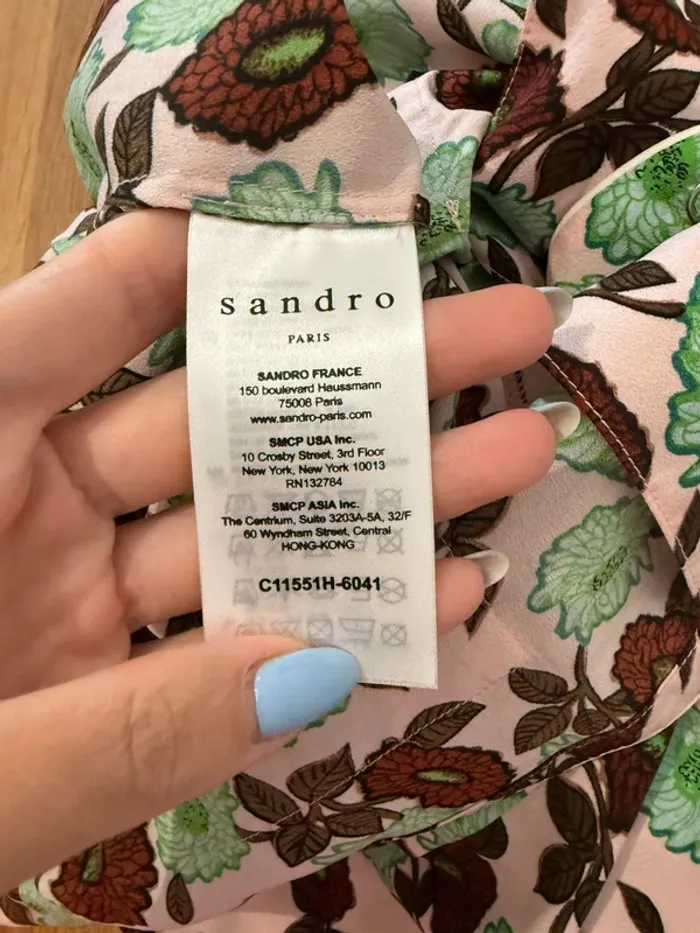 sandro
PARIS
SANDRO FRANCE
150 boulevard Haussmann
75008 Paris
www.sandro-paris.com
SMCP USA Inc.
10 Crosby Street, 3rd Floor
New York, New York 10013
RN132784
SMCP ASIA Inc.
The Centrium, Suite 3203A-5A, 32/F
60 Wyndham Street, Central
HONG-KONG
C11551H-6041